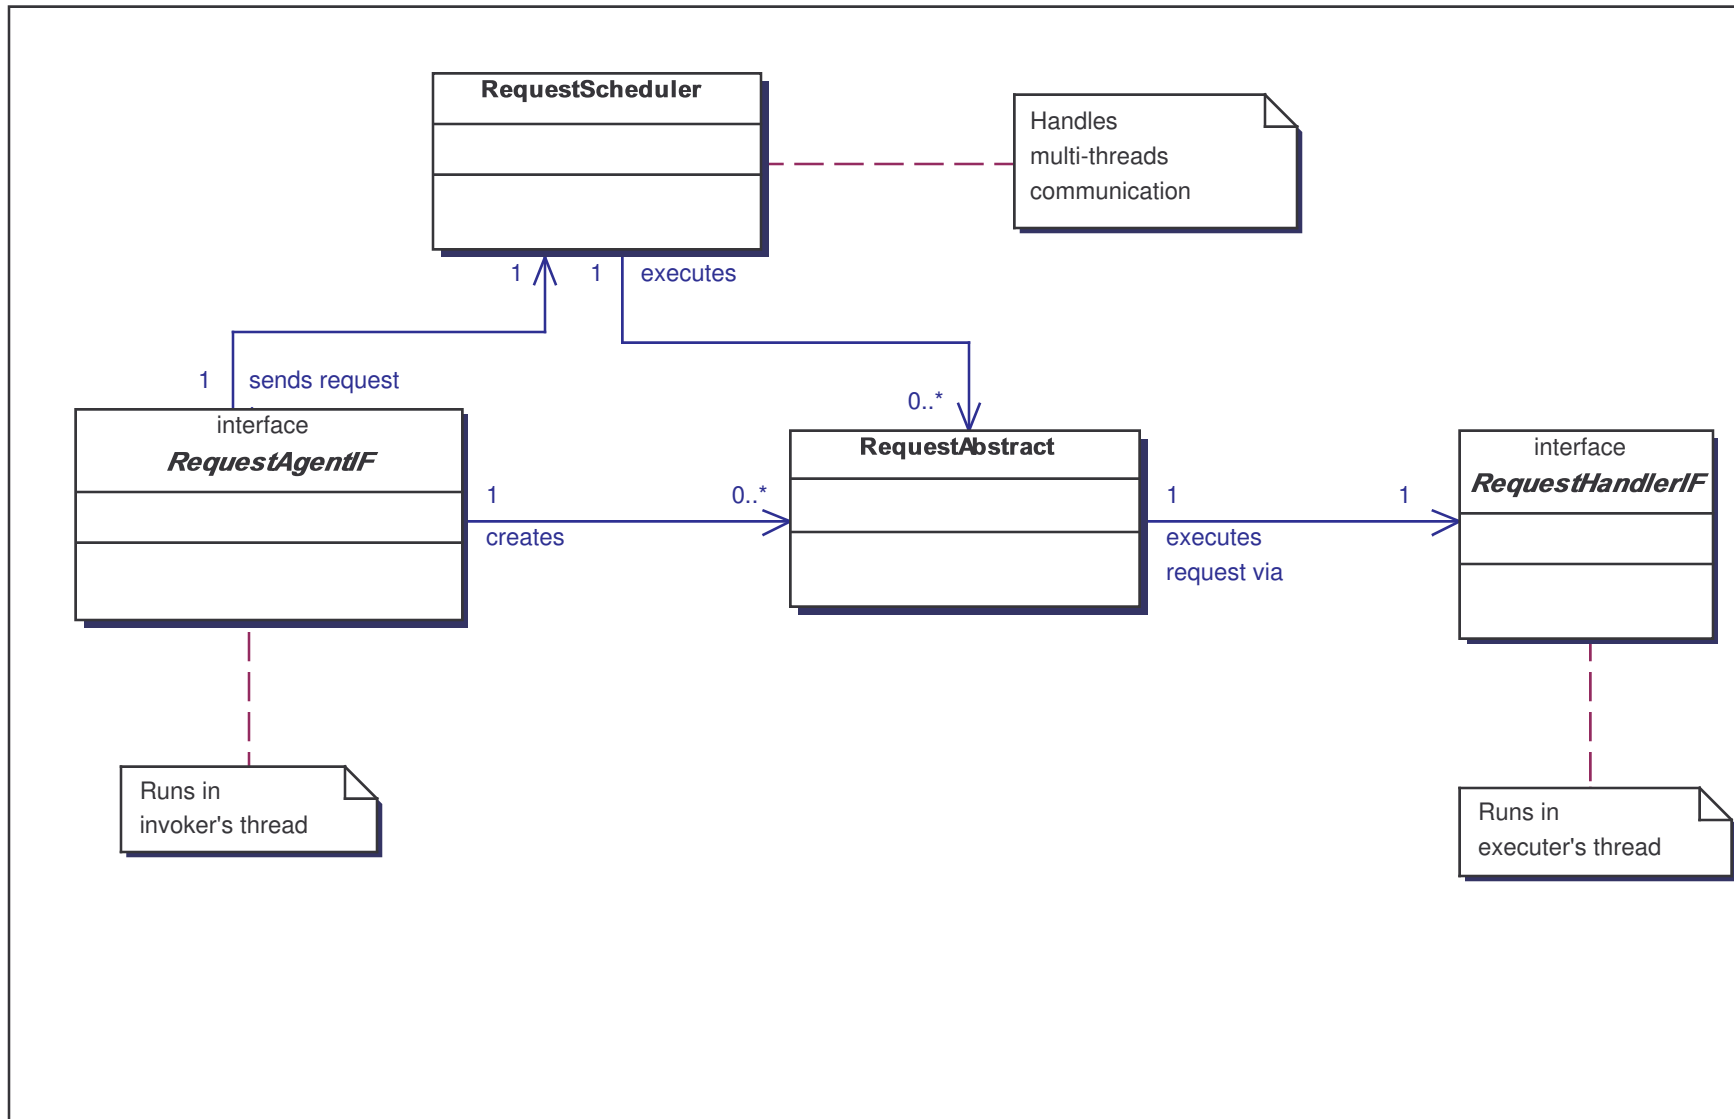 RequestScheduler
Handles
multi-threads
communication
1
1
executes
1
sends request
0..*
interface
RequestAgentIF
RequestAbstract
interface
RequestHandlerIF
1
0..*
1
1
creates
executes
request via
Runs in
invoker's thread
Runs in
executer's thread